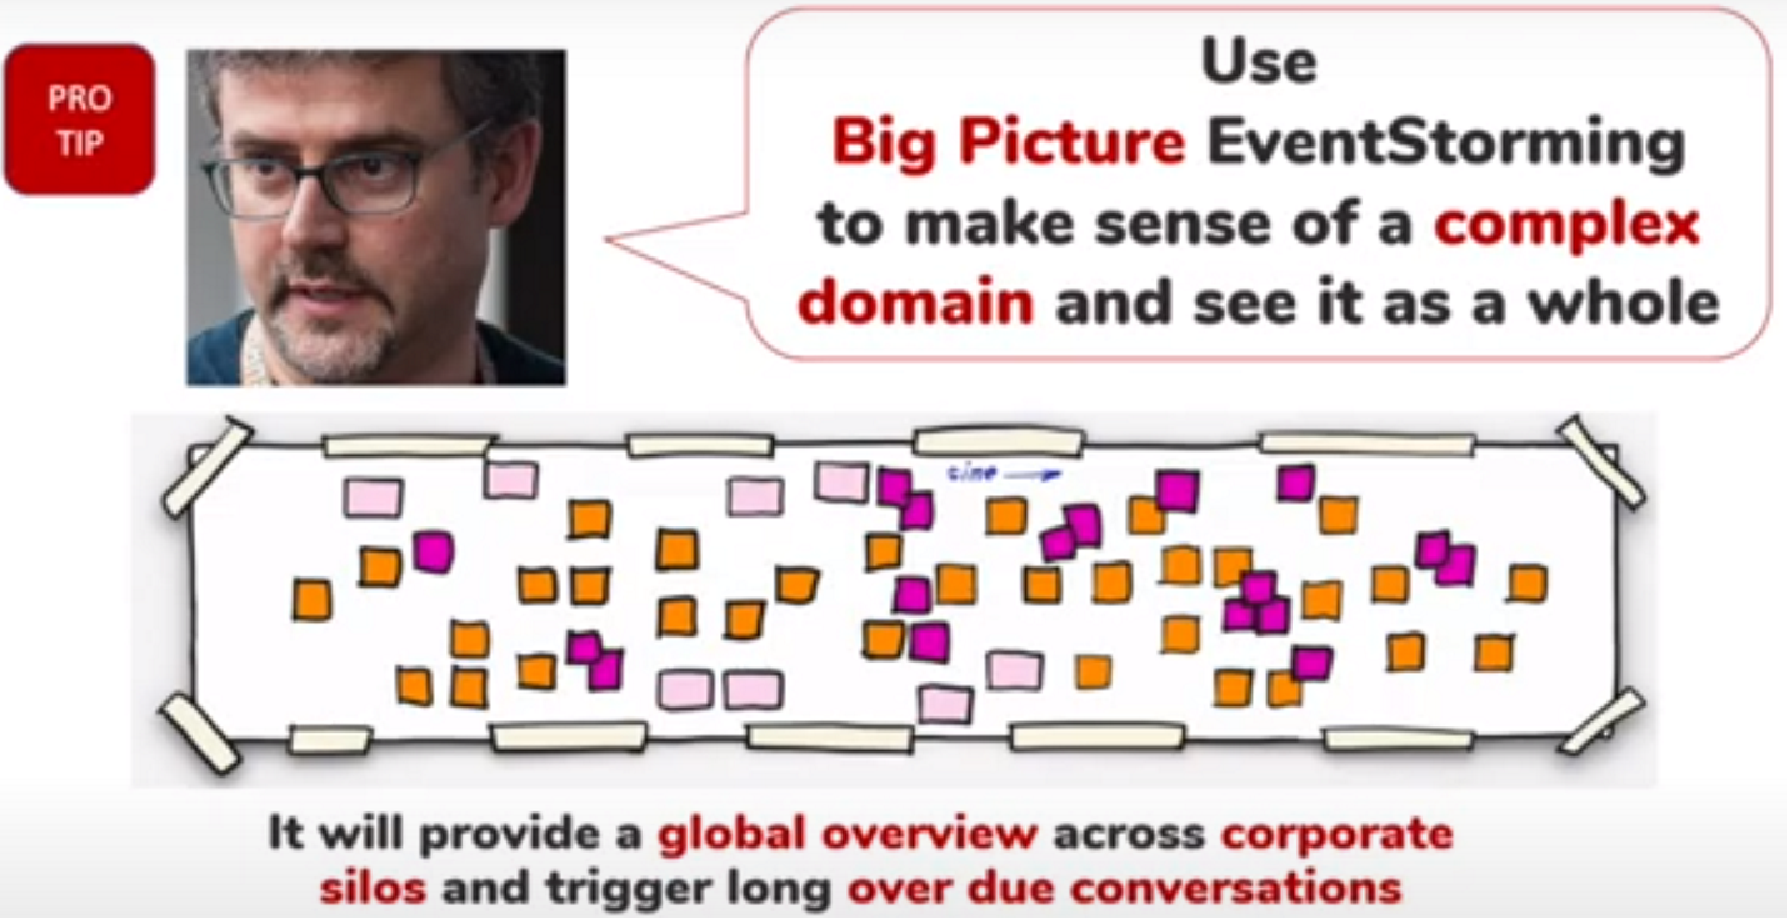 PRO
TIP
Use
Big Picture EventStorming
to make sense of a complex
domain and see it as a whole
time
It will provide a global overview across corporate
silos and trigger long over due conversations